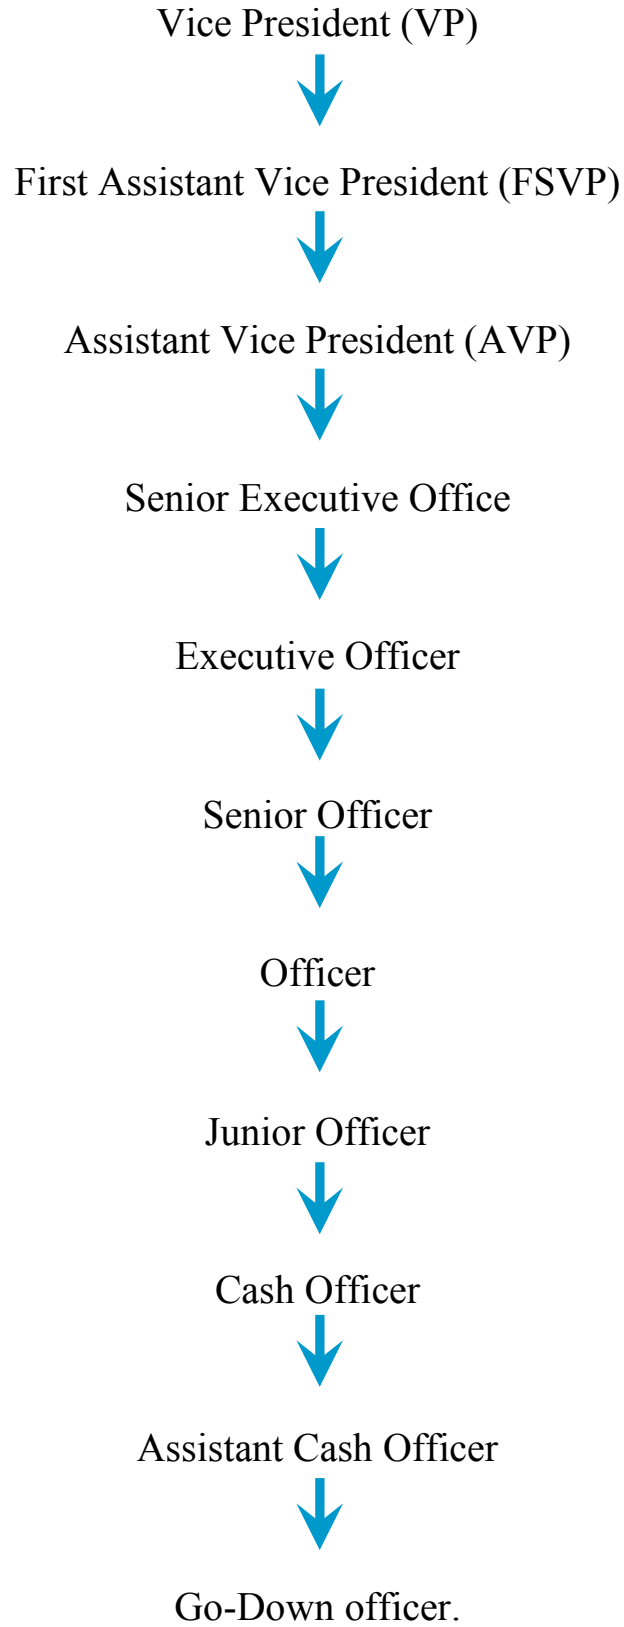 Vice President (VP)
First Assistant Vice President (FSVP)
Assistant Vice President (AVP)
Senior Executive Office
Executive Officer
Senior Officer
Officer
Junior Officer
Cash Officer
Assistant Cash Officer
Go-Down officer.